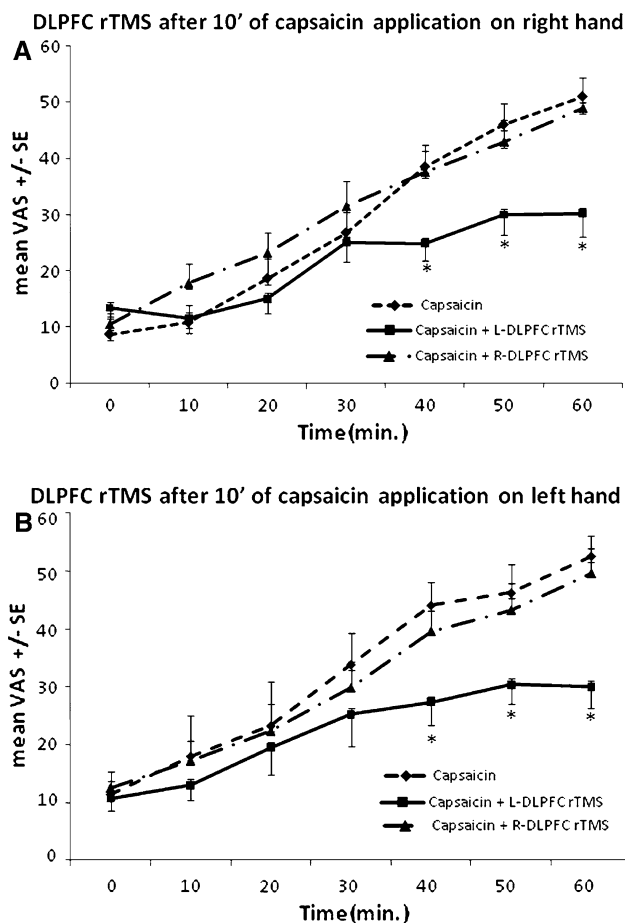 DLPFC rTMS after 10' of capsaicin application on right hand
A
60
50
40
30
20
10
0
mean VAS +/- SE
* * *
Capsaicin
Capsaicin + L-DLPFC rTMS
Capsaicin + R-DLPFC rTMS
0 10 20 30 40 50 60
Time(min.)
DLPFC rTMS after 10' of capsaicin application on left hand
B
60
50
40
30
20
10
0
mean VAS +/- SE
* * *
Capsaicin
Capsaicin + L-DLPFC rTMS
Capsaicin + R-DLPFC rTMS
0 10 20 30 40 50 60
Time(min.)